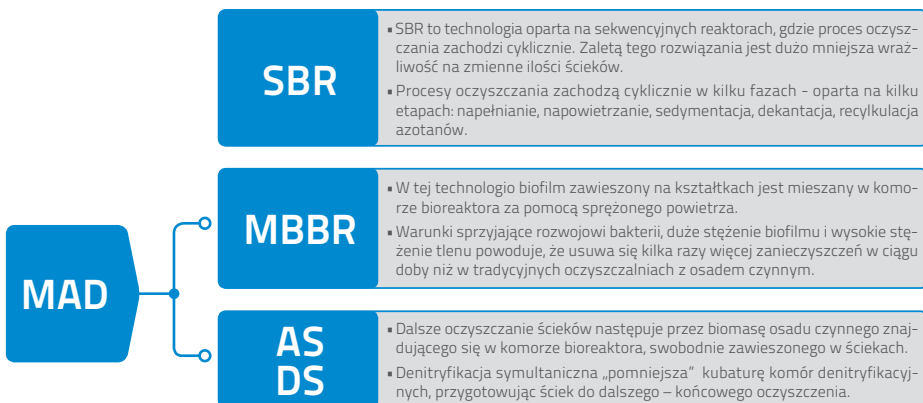 SBR
▪ SBR to technologia oparta na sekwencyjnych reaktorach, gdzie proces oczysz-
czania zachodzi cyklicznie. Zaletą tego rozwiązania jest dużo mniejsza wraż-
liwość na zmienne ilości ścieków.
▪ Procesy oczyszczania zachodzą cyklicznie w kilku fazach - oparta na kilku
etapach: napełnianie, napowietrzanie, sedymentacja, dekantacja, recylkulacja
azotanów.
MAD
MBBR
▪ W tej technologio biofilm zawieszony na kształtkach jest mieszany w komo-
rze bioreaktora za pomocą sprężonego powietrza.
▪ Warunki sprzyjające rozwojowi bakterii, duże stężenie biofilmu i wysokie stę-
żenie tlenu powoduje, że usuwa się kilka razy więcej zanieczyszczeń w ciągu
doby niż w tradycyjnych oczyszczalniach z osadem czynnym.
AS
DS
▪ Dalsze oczyszczanie ścieków następuje przez biomasę osadu czynnego znaj-
dującego się w komorze bioreaktora, swobodnie zawieszonego w ściekach.
▪ Denitryfikacja symultaniczna „pomniejsza“ kubaturę komór denitryfikacyj-
nych, przygotowując ściek do dalszego – końcowego oczyszczenia.